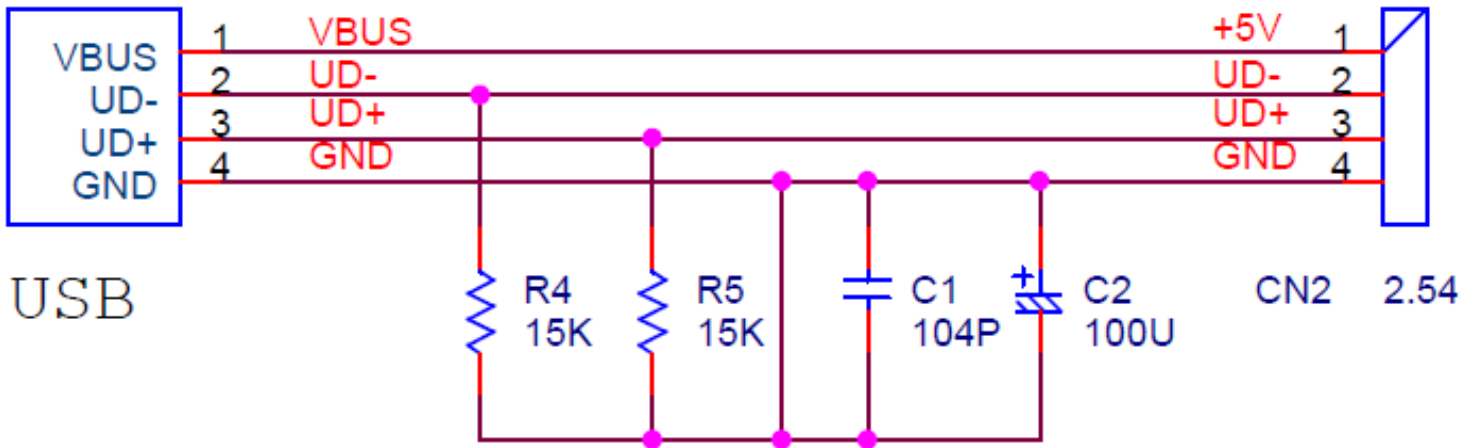 VBUS 1 VBUS +5V 1
UD- 2 UD- UD- 2
UD+ 3 UD+ UD+ 3
GND 4 GND GND 4
USB
R4
15K
R5
15K
C1
104P
+
C2
100U
CN2 2.54